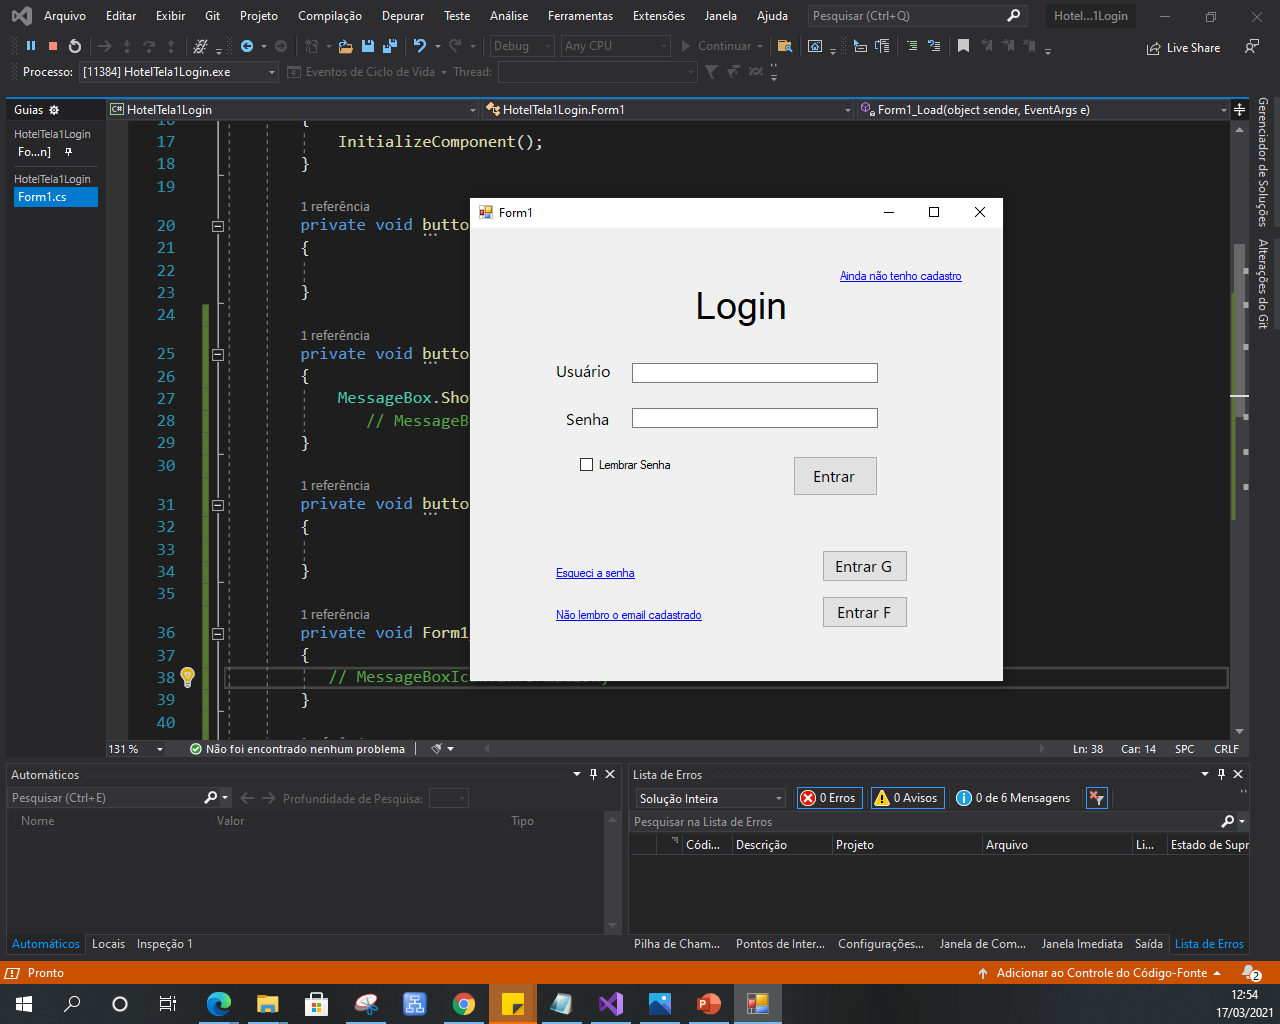 Arquivo Editar Exibir Git Projeto Compilação Depurar Teste Análise Ferramentas Extensões Janela Ajuda Pesquisar (Ctrl+Q) Hotel...1Login
Debug Any CPU Continuar Live Share
Processo: [11384] HotelTela1Login.exe Eventos de Ciclo de Vida Thread:
Guias
HotelTela1Login
Fo...n]
HotelTela1Login
Form1.cs
HotelTela1Login HotelTela1Login.Form1 Form1_Load(object sender, EventArgs e)
Gerenciador de Soluções
Alterações do Git
16 {
17 InitializeComponent();
18 }
19
1 referência
20 private void butto
21 {
22
23 }
24
1 referência
25 private void butto
26 {
27 MessageBox.Sho
28 // MessageB
29 }
30
1 referência
31 private void butto
32 {
33
34 }
35
1 referência
36 private void Form1
37 {
38 // MessageBoxIc
39 }
40
Form1
Ainda não tenho cadastro
Login
Usuário
Senha
Lembrar Senha
Entrar
Esqueci a senha
Entrar G
Não lembro o email cadastrado
Entrar F
131 % Não foi encontrado nenhum problema Ln: 38 Car: 14 SPC CRLF
Automáticos
Pesquisar (Ctrl+E) Profundidade de Pesquisa:
Nome Valor Tipo
Automáticos Locais Inspeção 1
Lista de Erros
Solução Inteira 0 Erros 0 Avisos 0 de 6 Mensagens
Pesquisar na Lista de Erros
Códi... Descrição Projeto Arquivo Li... Estado de Supr
Pilha de Cham... Pontos de Inter... Configurações... Janela de Com... Janela Imediata Saída Lista de Erros
Pronto Adicionar ao Controle do Código-Fonte 2
12:54
17/03/2021